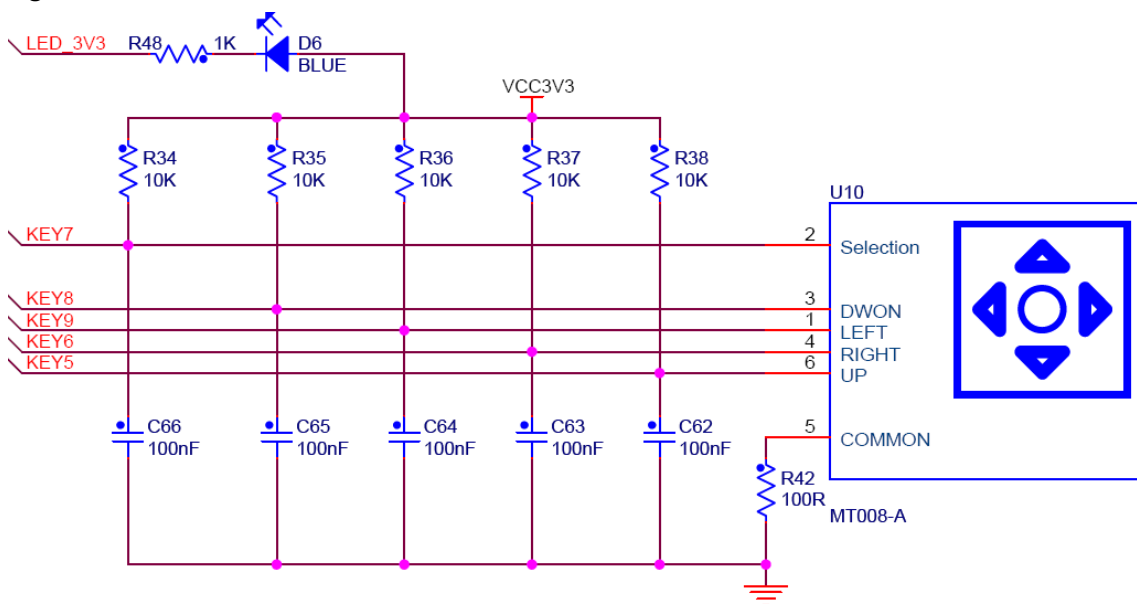 LED_3V3 R48 1K D6
BLUE
VCC3V3
R34 R35 R36 R37 R38
10K 10K 10K 10K 10K
U10
KEY7 2 Selection
KEY8 3 DWON
KEY9 1 LEFT
KEY6 4 RIGHT
KEY5 6 UP
C66 C65 C64 C63 C62
100nF 100nF 100nF 100nF 100nF
5 COMMON
R42
100R
MT008-A